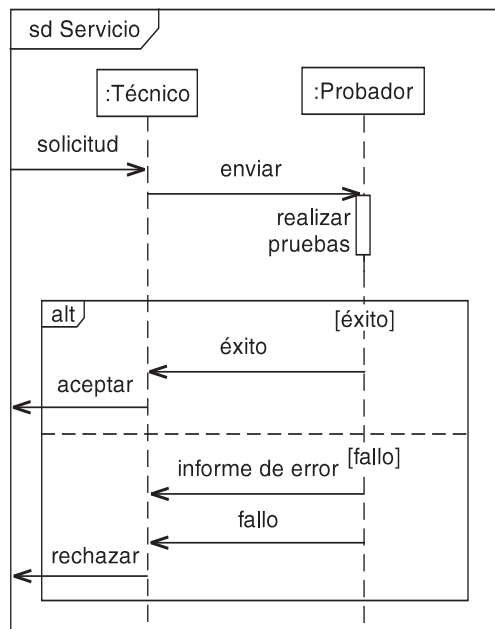 sd Servicio
:Técnico
:Probador
solicitud
enviar
realizar
pruebas
alt
[éxito]
éxito
aceptar
[fallo]
informe de error
fallo
rechazar